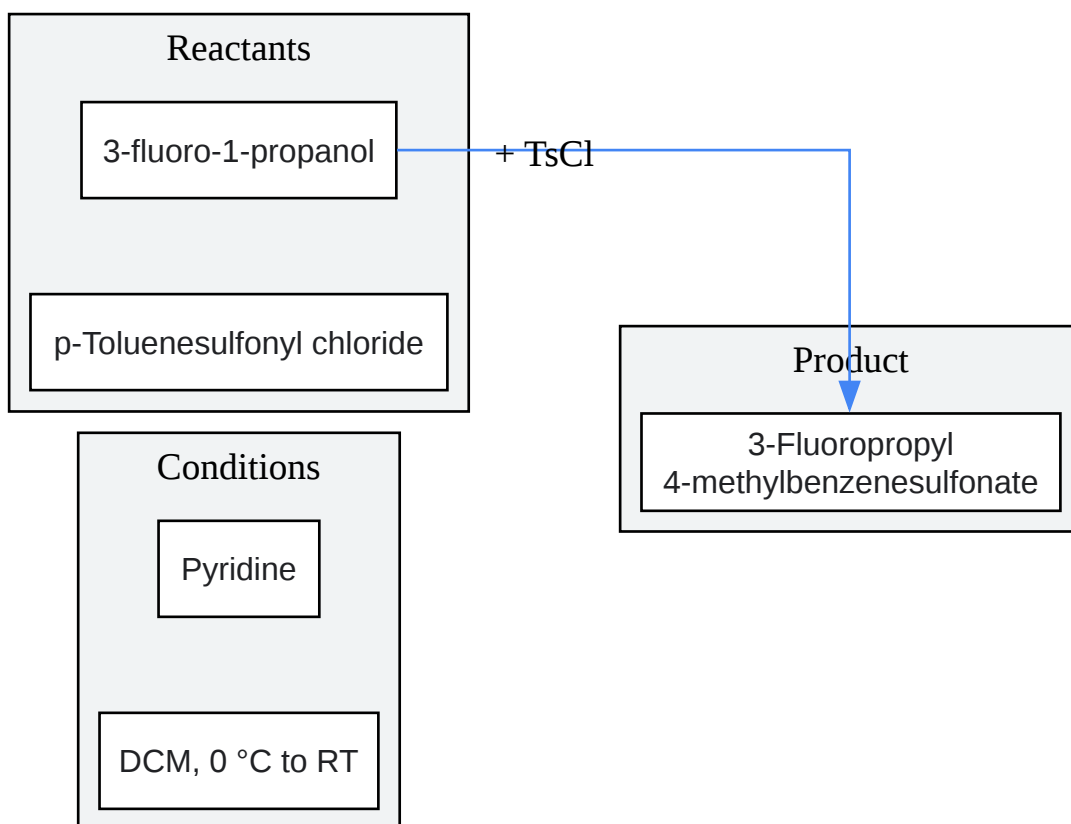 Reactants
3-fluoro-1-propanol
+ TsCl
p-Toluenesulfonyl chloride
Product
3-Fluoropropyl
4-methylbenzenesulfonate
Conditions
Pyridine
DCM, 0 °C to RT